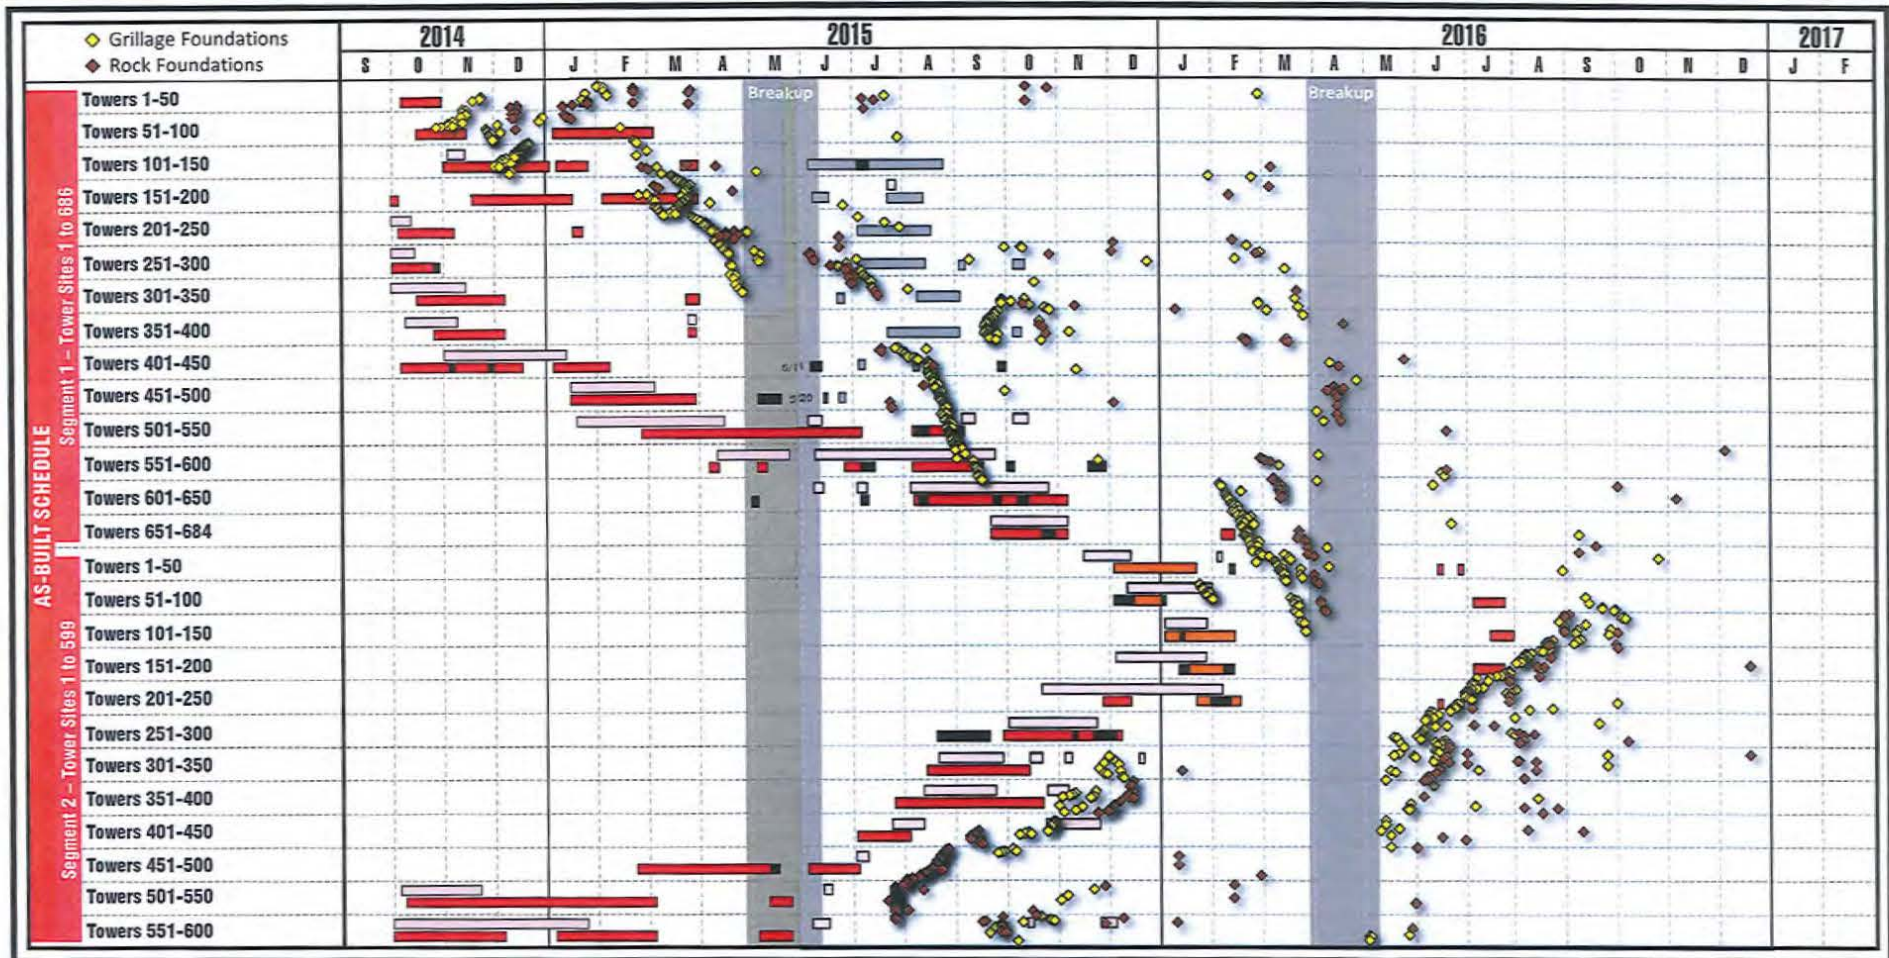 Grillage Foundations
Rock Foundations
2014 2015 2016 2017
S O N D J F M A M J J A S O N D J F M A M J J A S O N D J F
AS-BUILT SCHEDULE
Segment 1 – Tower Sites 1 to 686
Breakup Breakup
Towers 1-50
Towers 51-100
Towers 101-150
Towers 151-200
Towers 201-250
Towers 251-300
Towers 301-350
Towers 351-400
Towers 401-450
6/11
Towers 451-500
5/20
Towers 501-550
Towers 551-600
Towers 601-650
Towers 651-684
Segment 2 – Tower Sites 1 to 599
Towers 1-50
Towers 51-100
Towers 101-150
Towers 151-200
Towers 201-250
Towers 251-300
Towers 301-350
Towers 351-400
Towers 401-450
Towers 451-500
Towers 501-550
Towers 551-600